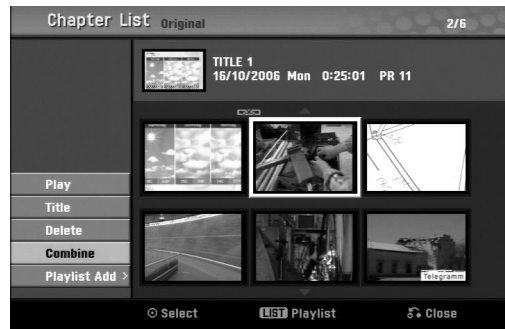 Chapter List Original 2/6
TITLE 1
16/10/2006 Mon 0:25:01 PR 11
Play
Title
Delete
Combine
Playlist Add >
Telegramm
Select LIST Playlist Close